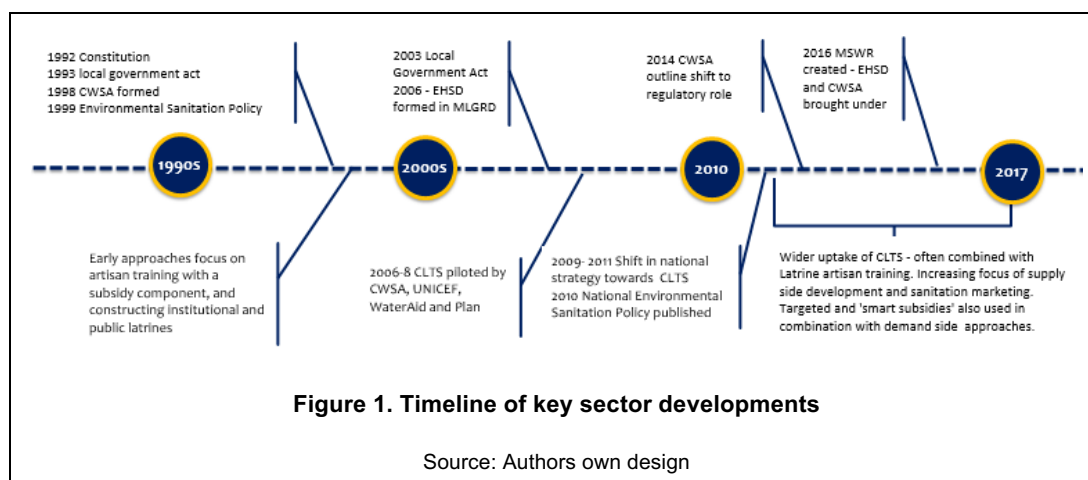 1992 Constitution
1993 local government act
1998 CWSA formed
1999 Environmental Sanitation Policy
2003 Local
Government Act
2006 - EHSD
formed in MLGRD
2014 CWSA
outline shift to
regulatory role
2016 MSWR
created - EHSD
and CWSA
brought under
1990S
2000S
2010
2017
Early approaches focus on
artisan training with a
subsidy component, and
constructing institutional and
public latrines
2006-8 CLTS piloted by
CWSA, UNICEF,
WaterAid and Plan
2009- 2011 Shift in national
strategy towards CLTS
2010 National Environmental
Sanitation Policy published
Wider uptake of CLTS - often combined with
Latrine artisan training. Increasing focus of supply
side development and sanitation marketing.
Targeted and 'smart subsidies' also used in
combination with demand side approaches.
Figure 1. Timeline of key sector developments
Source: Authors own design